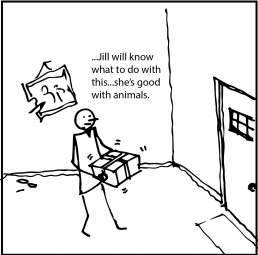 ...Jill will know
what to do with
this...she's good
with animals.